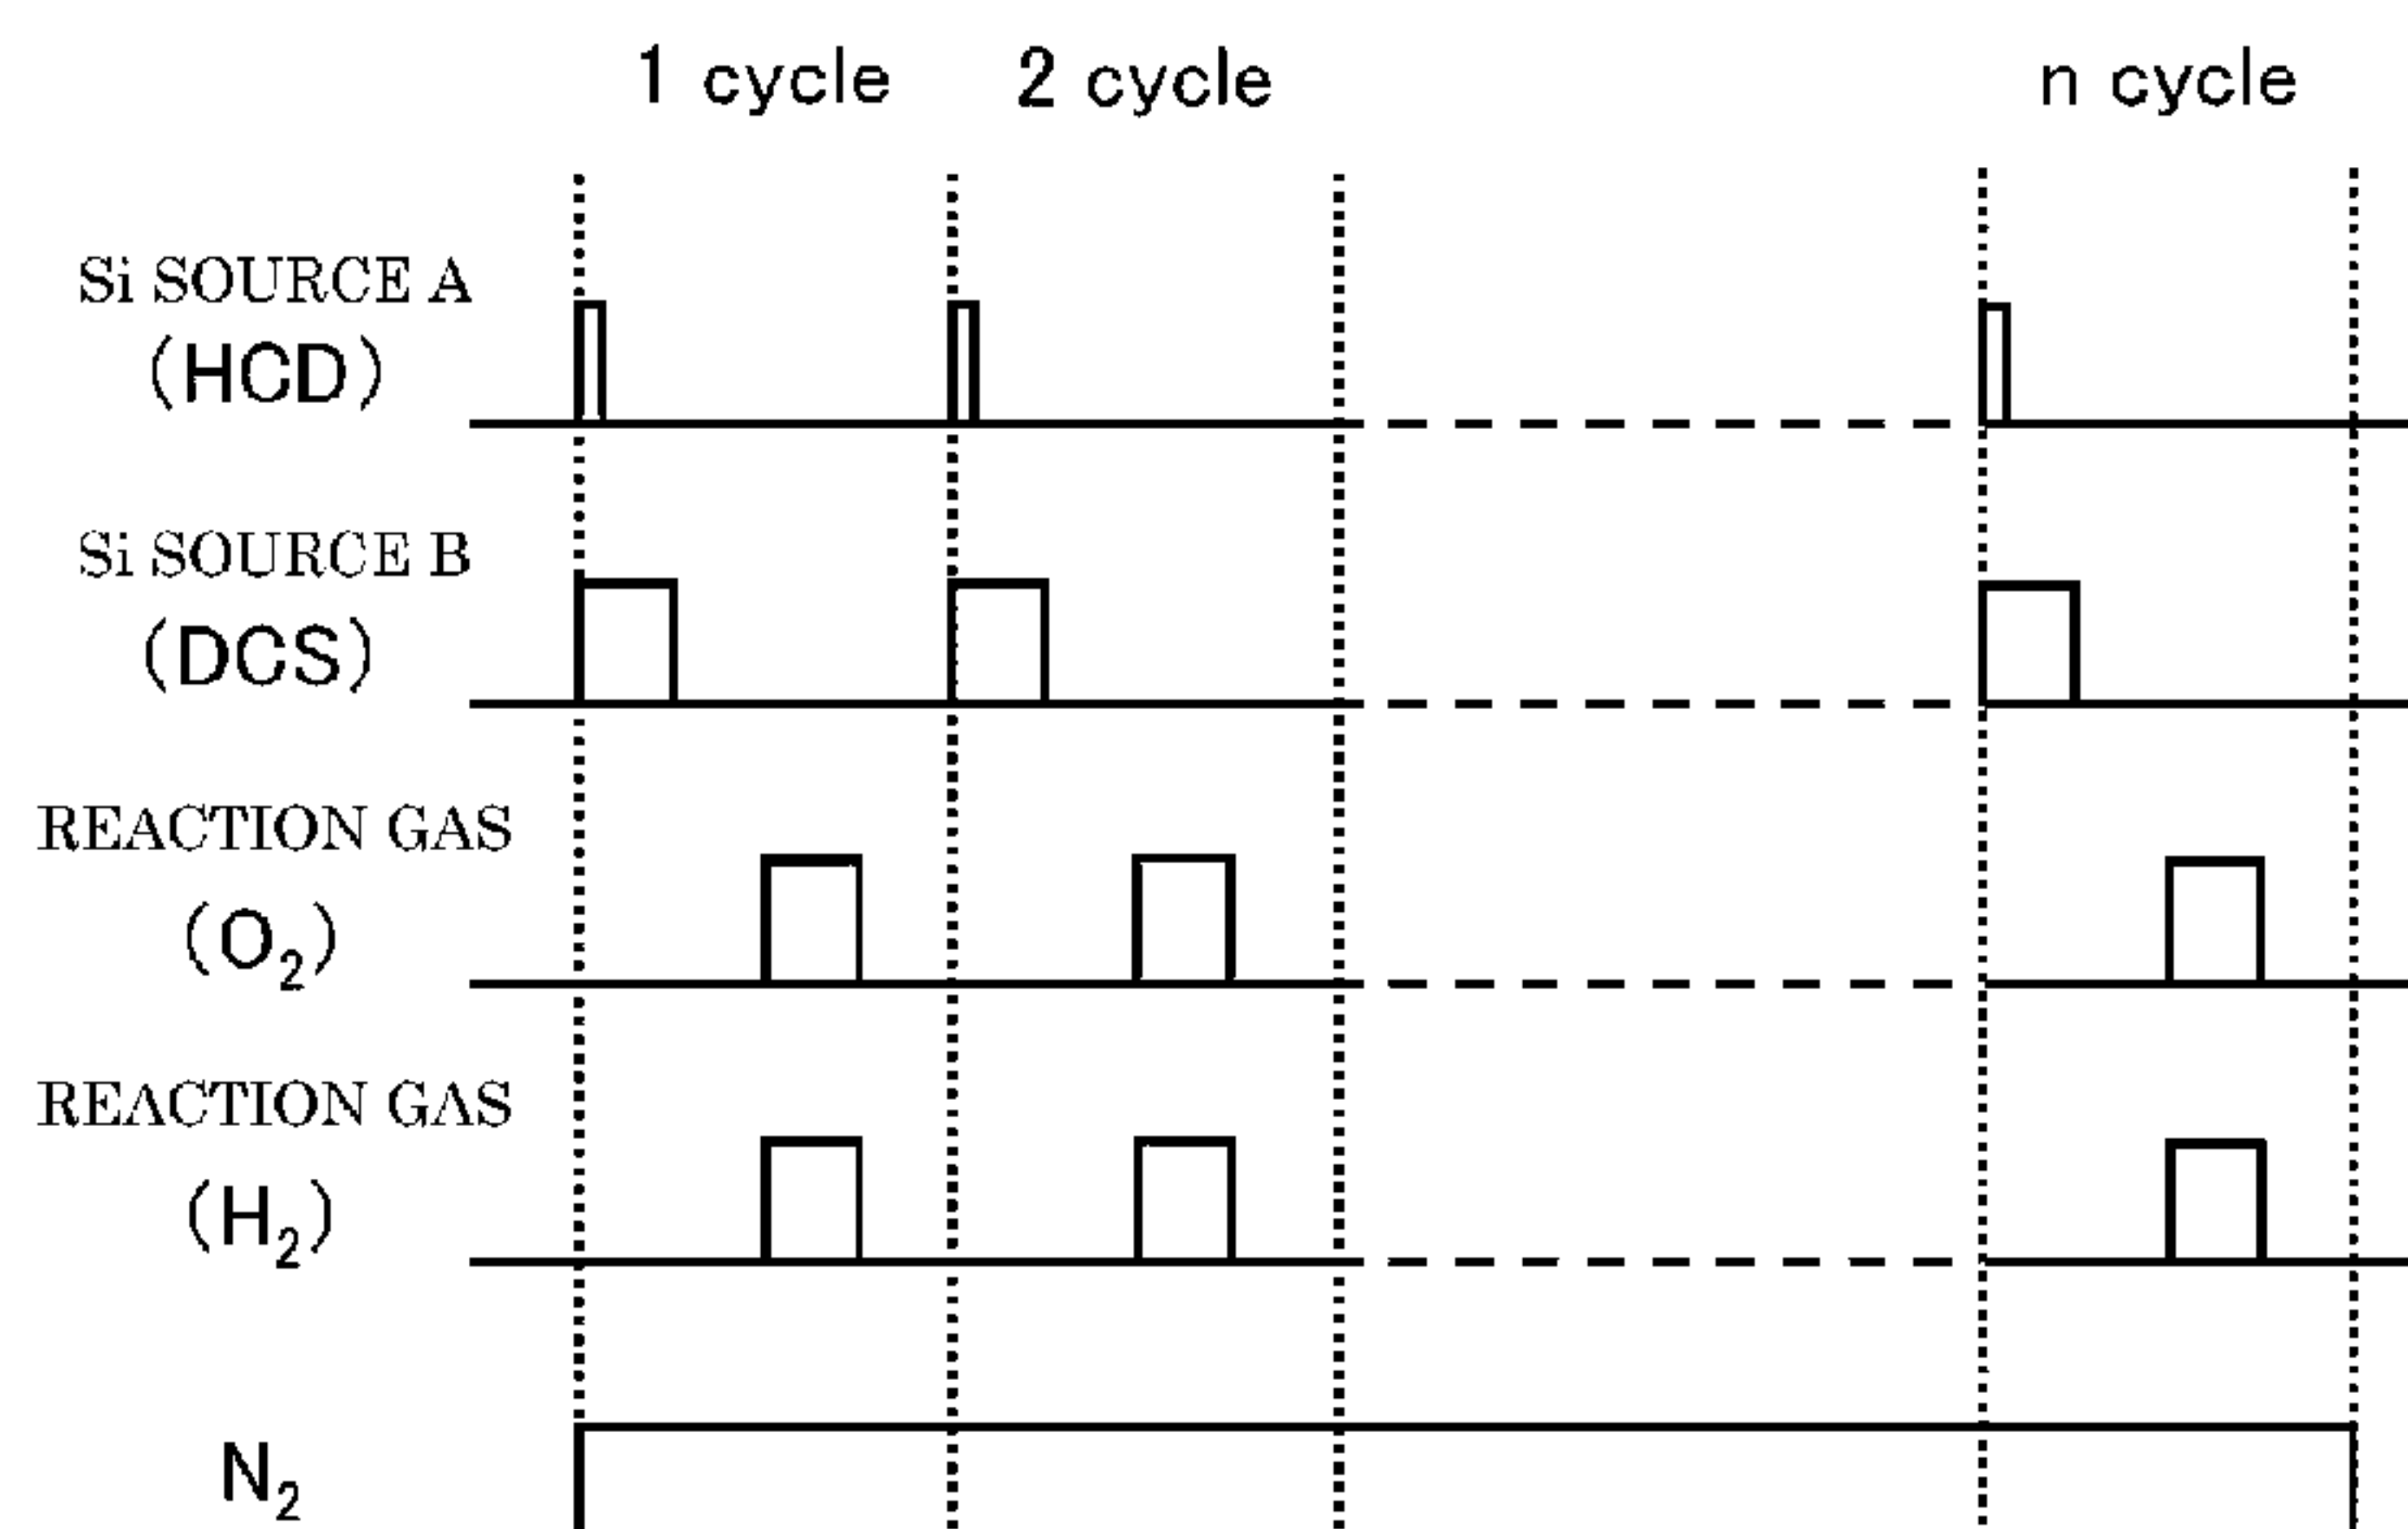 1 cycle 2 cycle n cycle
Si SOURCE A
(HCD)
Si SOURCE B
(DCS)
REACTION GAS
(O₂)
REACTION GAS
(H₂)
N₂